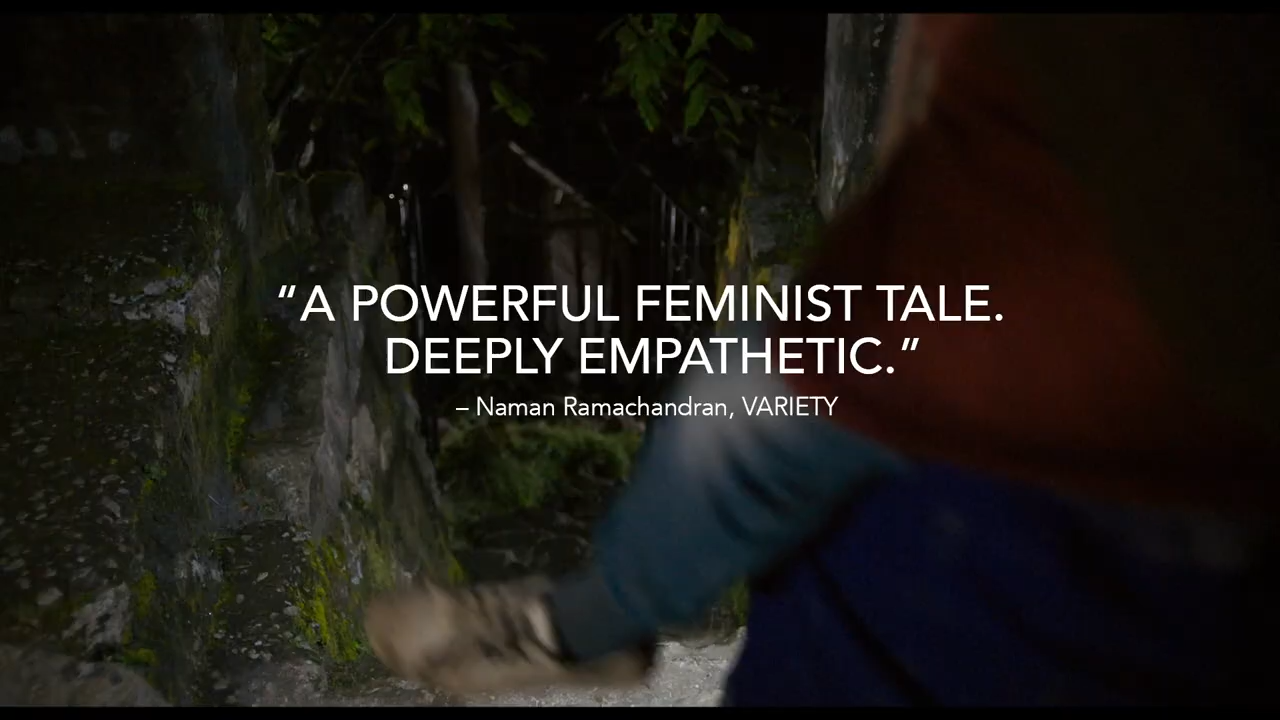 “A POWERFUL FEMINIST TALE.
DEEPLY EMPATHETIC.”
– Naman Ramachandran, VARIETY